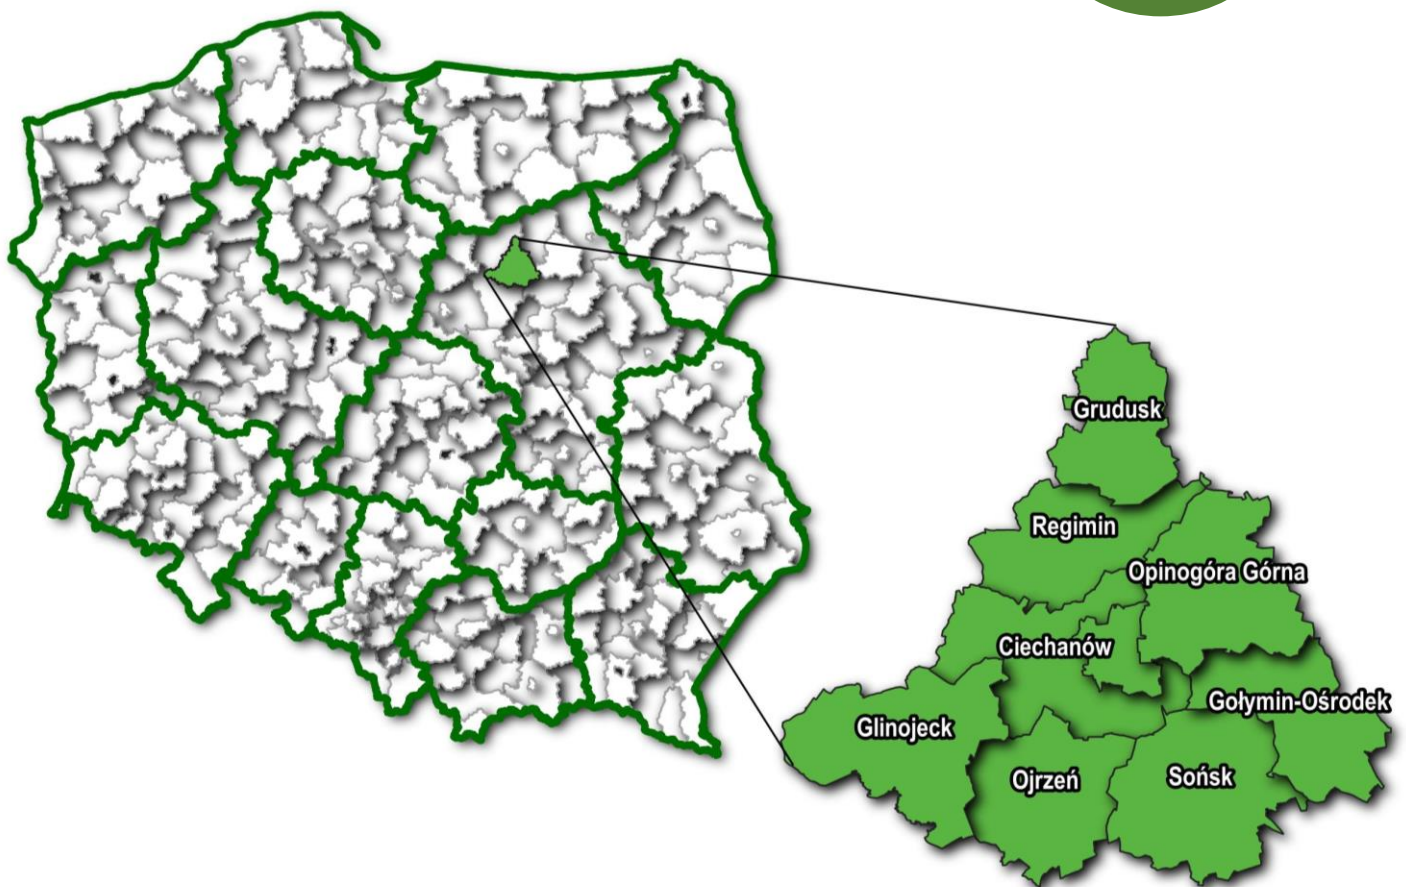 Grudusk
Regimin
Opinogóra Górna
Ciechanów
Gołymin-Ośrodek
Glinojeck
Ojrzeń
Sońsk